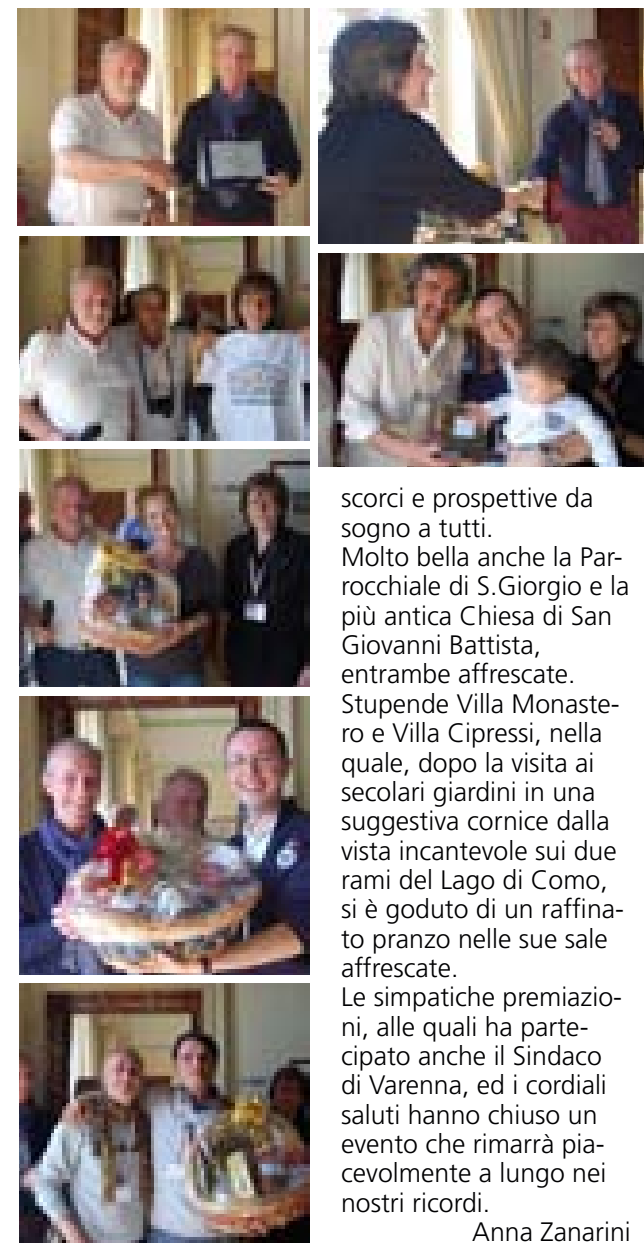 scorci e prospettive da
sogno a tutti.
Molto bella anche la Par-
rocchiale di S.Giorgio e la
più antica Chiesa di San
Giovanni Battista,
entrambe affrescate.
Stupende Villa Monaste-
ro e Villa Cipressi, nella
quale, dopo la visita ai
secolari giardini in una
suggestiva cornice dalla
vista incantevole sui due
rami del Lago di Como,
si è goduto di un raffina-
to pranzo nelle sue sale
affrescate.
Le simpatiche premiazio-
ni, alle quali ha parte-
cipato anche il Sindaco
di Varenna, ed i cordiali
saluti hanno chiuso un
evento che rimarrà pia-
cevolmente a lungo nei
nostri ricordi.
Anna Zanarini